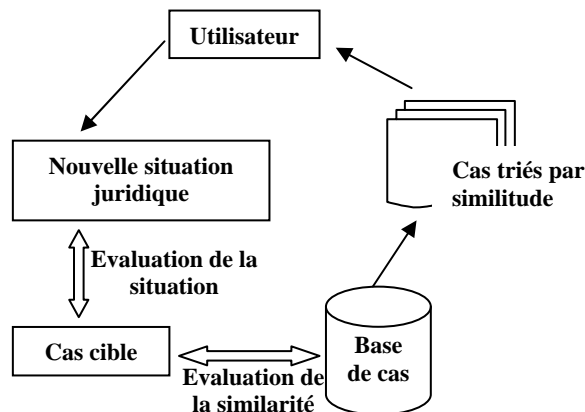 Utilisateur
Nouvelle situation
juridique
Cas triés par
similitude
Evaluation de la
situation
Cas cible
Evaluation de
la similarité
Base
de cas